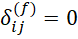 δ_{ij}^{(f)} = 0